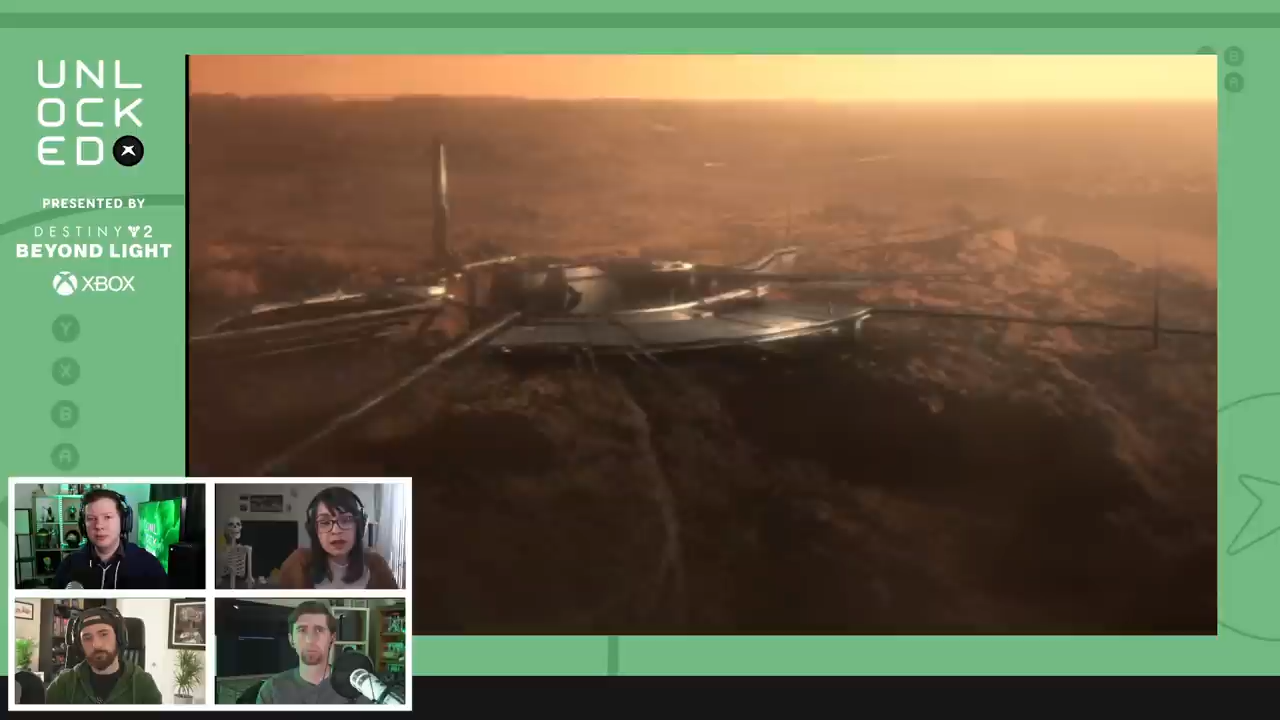 UNL
OCK
ED
PRESENTED BY
DESTINY 2
BEYOND LIGHT
XBOX
Y
X
B
A
B
A